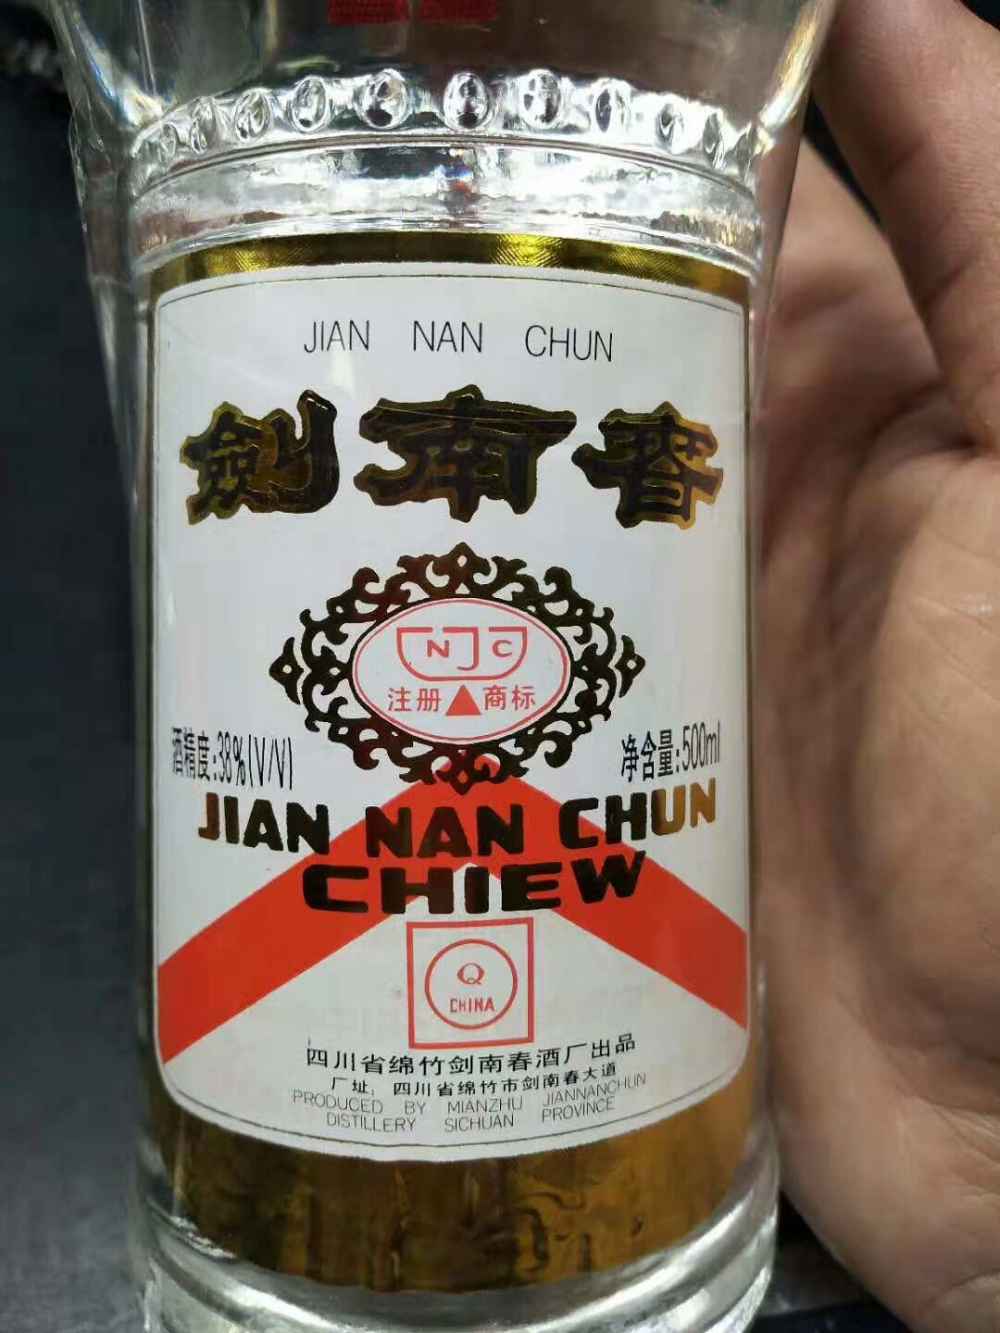 JIAN NAN CHUN
劍南春
NJC
注册 商标
酒精度:38%(V/V)
净含量:500ml
JIAN NAN CHUN
CHIEW
Q
CHINA
四川省绵竹剑南春酒厂出品
厂址:四川省绵竹市剑南春大道
PRODUCED BY MIANZHU JIANNANCHUN
DISTILLERY SICHUAN PROVINCE